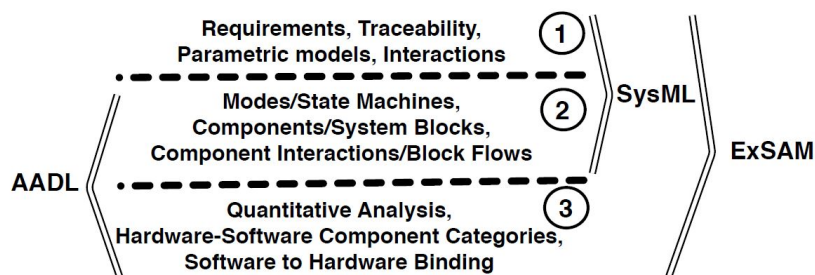 Requirements, Traceability,
Parametric models, Interactions
1
SysML
Modes/State Machines,
Components/System Blocks,
Component Interactions/Block Flows
2
AADL
ExSAM
Quantitative Analysis,
Hardware-Software Component Categories,
Software to Hardware Binding
3